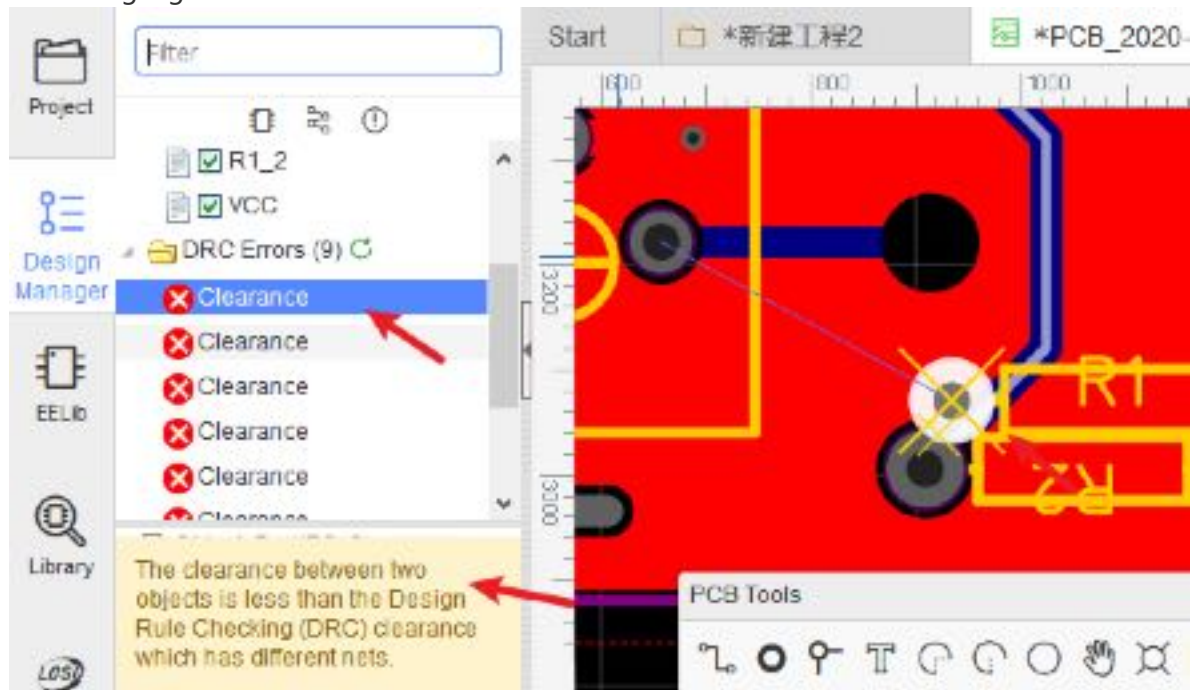 Project
Design
Manager
EELib
Library
LCSC
Filter
R1_2
VCC
DRC Errors (9)
Clearance
Clearance
Clearance
Clearance
Clearance
Clearance
The clearance between two
objects is less than the Design
Rule Checking (DRC) clearance
which has different nets.
Start
*新建工程2
*PCB_2020-
600
800
1000
3200
3000
R1
R2
PCB Tools